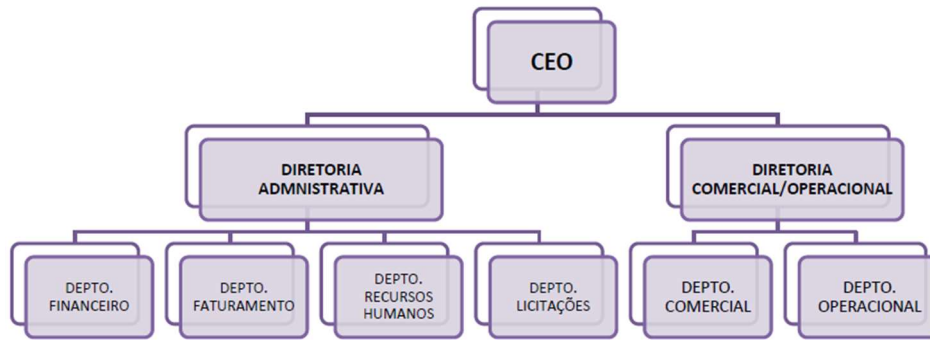 CEO
DIRETORIA
ADMNISTRATIVA
DIRETORIA
COMERCIAL/OPERACIONAL
DEPTO.
FINANCEIRO
DEPTO.
FATURAMENTO
DEPTO.
RECURSOS
HUMANOS
DEPTO.
LICITAÇÕES
DEPTO.
COMERCIAL
DEPTO.
OPERACIONAL